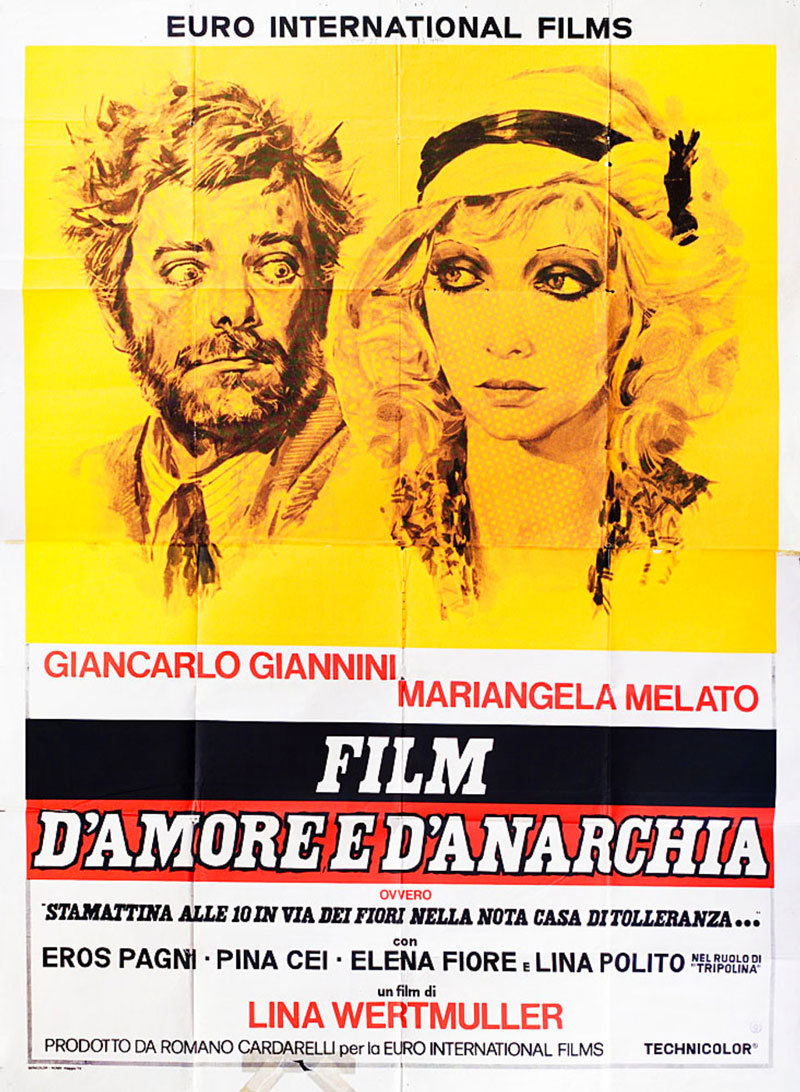 EURO INTERNATIONAL FILMS
GIANCARLO GIANNINI
MARIANGELA MELATO
FILM
D'AMORE E D'ANARCHIA
OVVERO
"STAMATTINA ALLE 10 IN VIA DEI FIORI NELLA NOTA CASA DI TOLLERANZA..."
con
EROS PAGNI · PINA CEI · ELENA FIORE E LINA POLITO NEL RUOLO DI "TRIPOLINA"
un film di
LINA WERTMULLER
PRODOTTO DA ROMANO CARDARELLI per la EURO INTERNATIONAL FILMS
TECHNICOLOR®